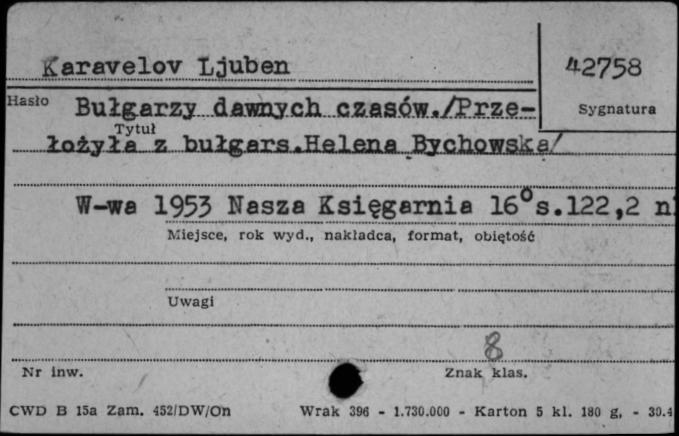 Karavelov Ljuben
42758
Hasło
Bułgarzy dawnych czasów./Prze-
Sygnatura
Tytuł
łożyła z bułgars.Helena Bychowska/
W-wa 1953 Nasza Księgarnia 16° s.122,2 n
Miejsce, rok wyd., nakładca, format, obiętość
Uwagi
8
Nr inw.
Znak klas.
CWD B 15a Zam. 452/DW/On
Wrak 396 - 1.730.000 - Karton 5 kl. 180 g, - 30.4